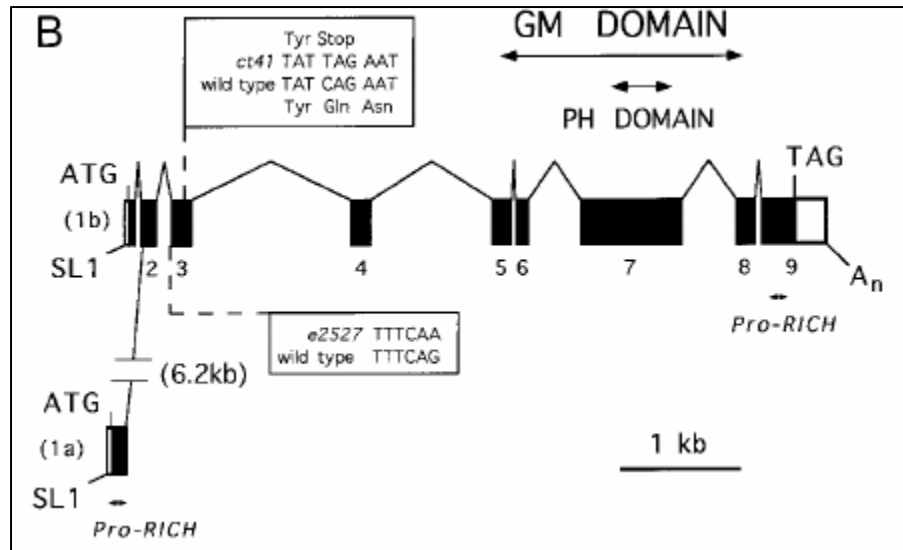 B
Tyr Stop
ct41 TAT TAG AAT
wild type TAT CAG AAT
Tyr Gln Asn
GM DOMAIN
PH DOMAIN
ATG
TAG
(1b)
SL1
2
3
4
5
6
7
8
9
An
Pro-RICH
e2527 TTTCAA
wild type TTTCAG
(6.2kb)
ATG
(1a)
1 kb
SL1
Pro-RICH